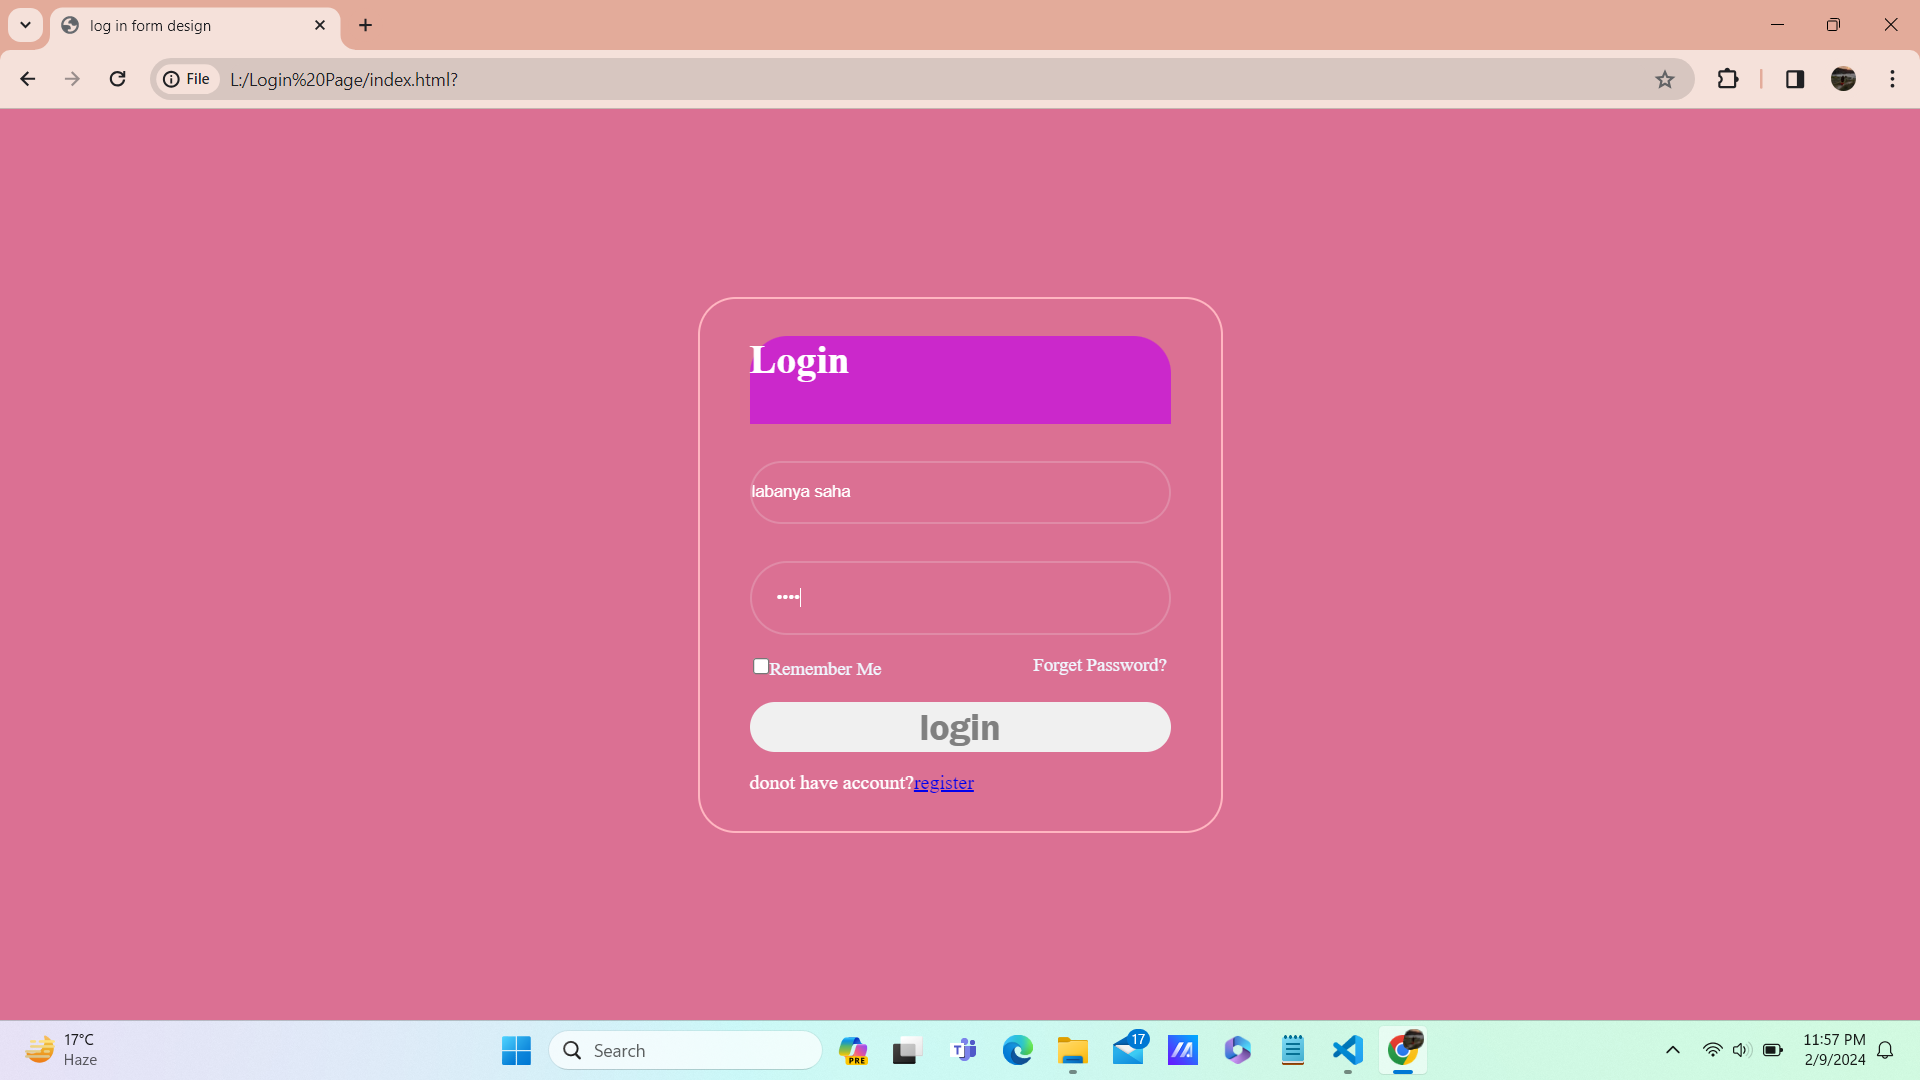 log in form design
File L:/Login%20Page/index.html?
Login
labanya saha
••••
Remember Me Forget Password?
login
donot have account?register
17°C
Haze
Search
PRE
17
11:57 PM
2/9/2024